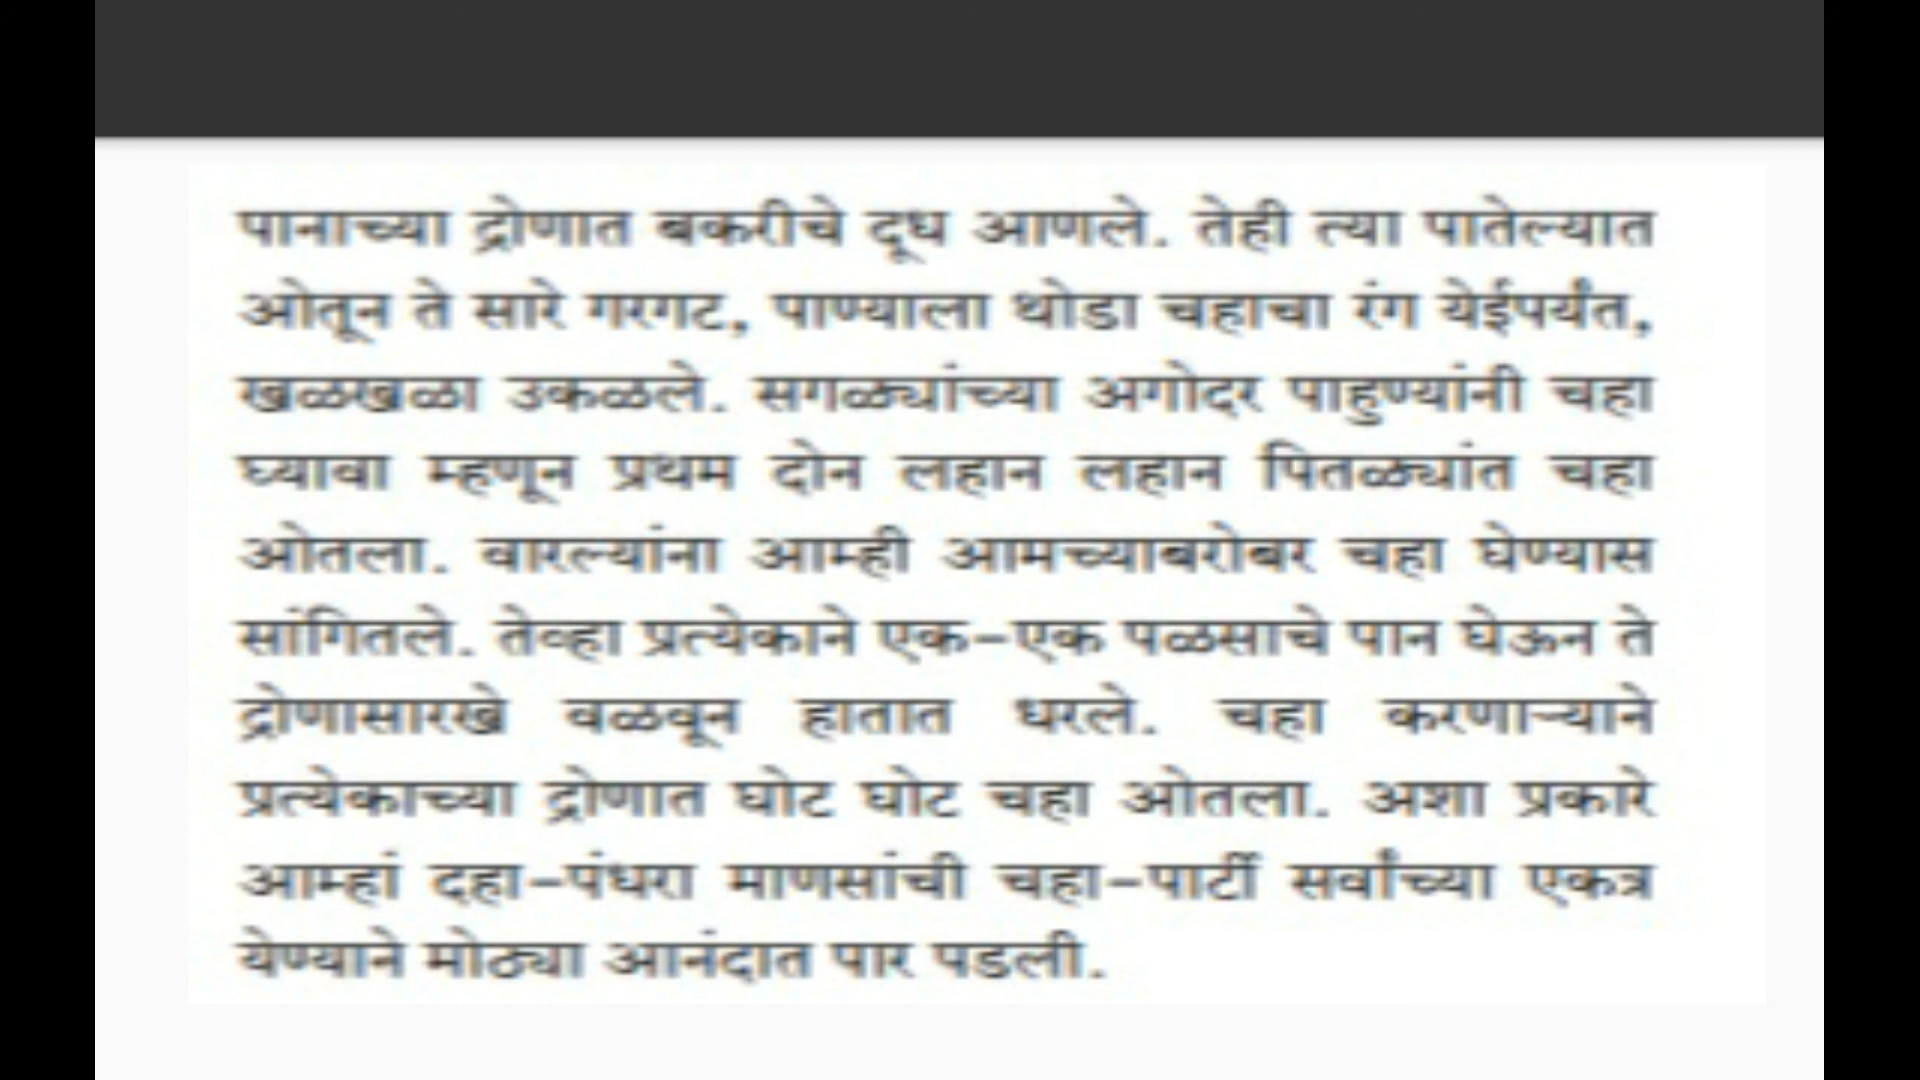 पानाच्या द्रोणात बकरीचे दूध आणले. तेही त्या पातेल्यात
ओतून ते सारे गरगट, पाण्याला थोडा चहाचा रंग येईपर्यंत,
खळखळा उकळले. सगळ्यांच्या अगोदर पाहुण्यांनी चहा
घ्यावा म्हणून प्रथम दोन लहान लहान पितळ्यांत चहा
ओतला. वारल्यांना आम्ही आमच्याबरोबर चहा घेण्यास
सांगितले. तेव्हा प्रत्येकाने एक–एक पळसाचे पान घेऊन ते
द्रोणासारखे वळवून हातात धरले. चहा करणाऱ्याने
प्रत्येकाच्या द्रोणात घोट घोट चहा ओतला. अशा प्रकारे
आम्हां दहा–पंधरा माणसांची चहा–पार्टी सर्वांच्या एकत्र
येण्याने मोठ्या आनंदात पार पडली.